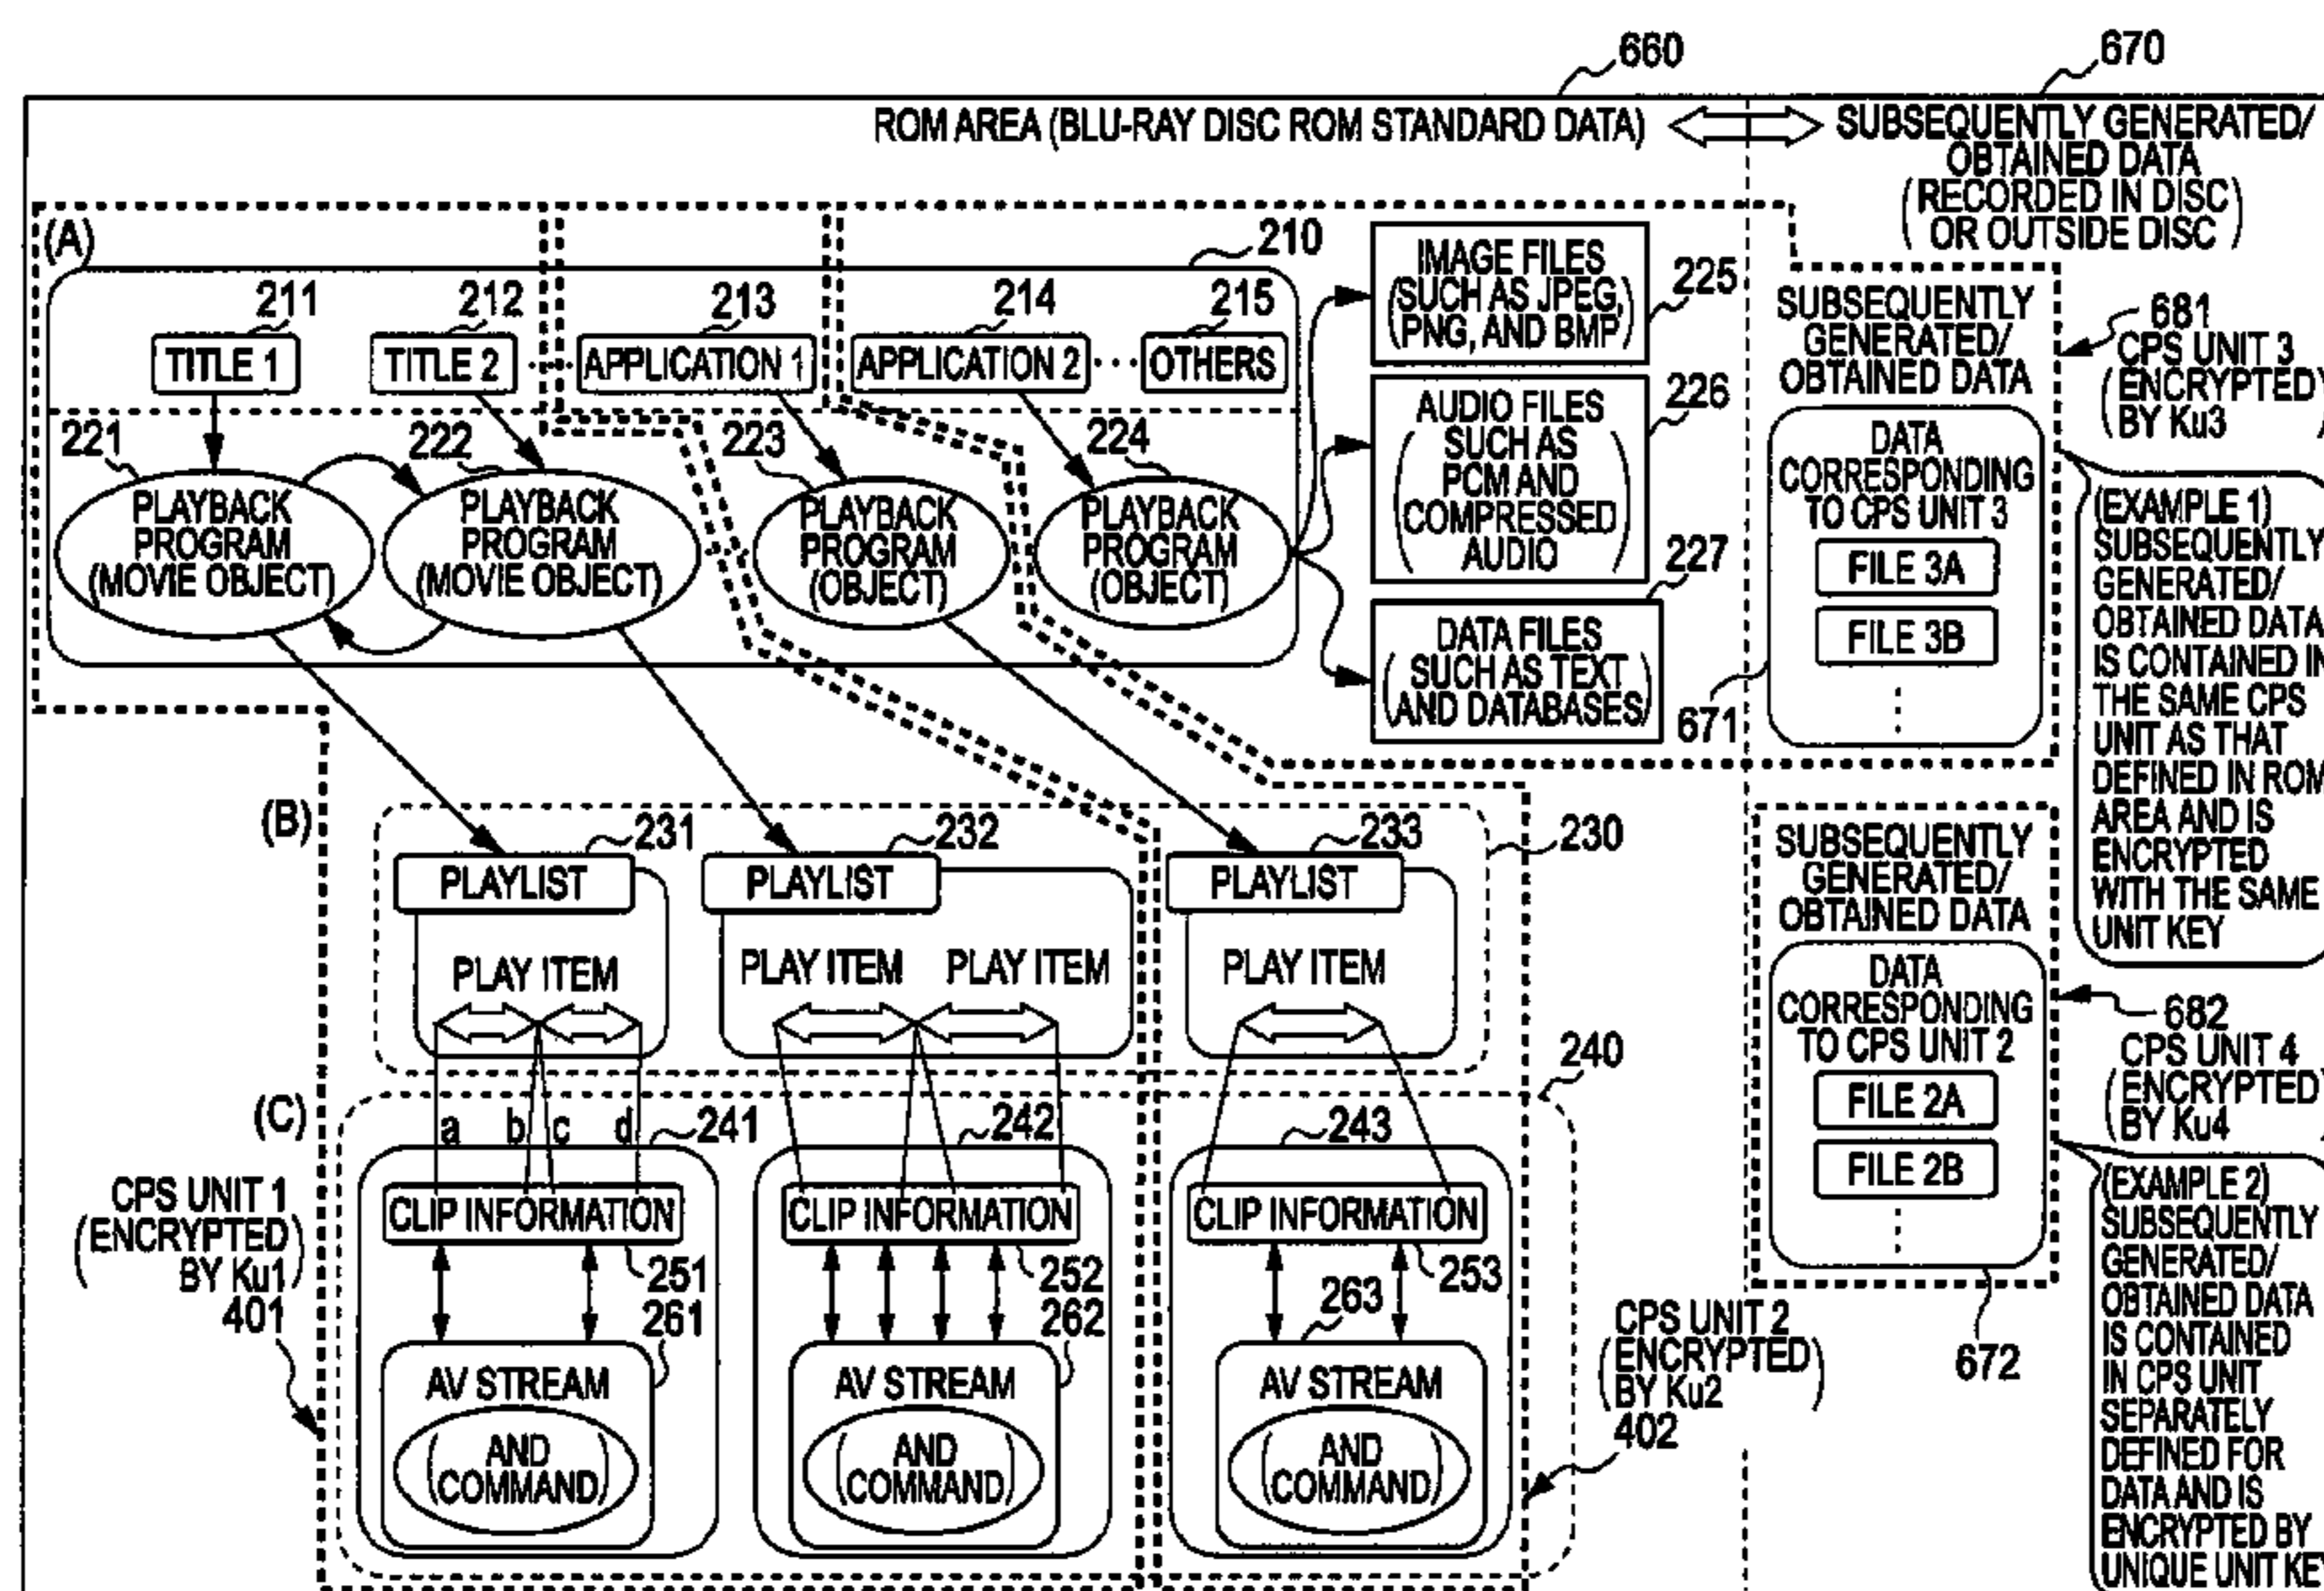 660
670
ROM AREA (BLU-RAY DISC ROM STANDARD DATA)
SUBSEQUENTLY GENERATED/
OBTAINED DATA
(RECORDED IN DISC
OR OUTSIDE DISC)
(A)
210
211
212
213
214
215
TITLE 1
TITLE 2
APPLICATION 1
APPLICATION 2
...
OTHERS
221
222
223
224
PLAYBACK
PROGRAM
(MOVIE OBJECT)
PLAYBACK
PROGRAM
(MOVIE OBJECT)
PLAYBACK
PROGRAM
(OBJECT)
PLAYBACK
PROGRAM
(OBJECT)
IMAGE FILES
(SUCH AS JPEG,
PNG, AND BMP)
225
AUDIO FILES
(SUCH AS
PCM AND
COMPRESSED
AUDIO)
226
227
DATA FILES
(SUCH AS TEXT
AND DATABASES)
SUBSEQUENTLY
GENERATED/
OBTAINED DATA
DATA
CORRESPONDING
TO CPS UNIT 3
FILE 3A
FILE 3B
671
681
CPS UNIT 3
(ENCRYPTED)
BY Ku3
(EXAMPLE 1)
SUBSEQUENTLY
GENERATED/
OBTAINED DATA
IS CONTAINED IN
THE SAME CPS
UNIT AS THAT
DEFINED IN ROM
AREA AND IS
ENCRYPTED
WITH THE SAME
UNIT KEY
(B)
231
232
233
230
PLAYLIST
PLAYLIST
PLAYLIST
PLAY ITEM
PLAY ITEM
PLAY ITEM
PLAY ITEM
240
SUBSEQUENTLY
GENERATED/
OBTAINED DATA
DATA
CORRESPONDING
TO CPS UNIT 2
FILE 2A
FILE 2B
672
682
CPS UNIT 4
(ENCRYPTED)
BY Ku4
(EXAMPLE 2)
SUBSEQUENTLY
GENERATED/
OBTAINED DATA
IS CONTAINED
IN CPS UNIT
SEPARATELY
DEFINED FOR
DATA AND IS
ENCRYPTED BY
UNIQUE UNIT KEY
(C)
a b c d
241
242
243
CLIP INFORMATION
CLIP INFORMATION
CLIP INFORMATION
251
252
253
261
262
263
AV STREAM
(AND
COMMAND)
AV STREAM
(AND
COMMAND)
AV STREAM
(AND
COMMAND)
CPS UNIT 1
(ENCRYPTED
BY Ku1)
401
CPS UNIT 2
(ENCRYPTED
BY Ku2)
402